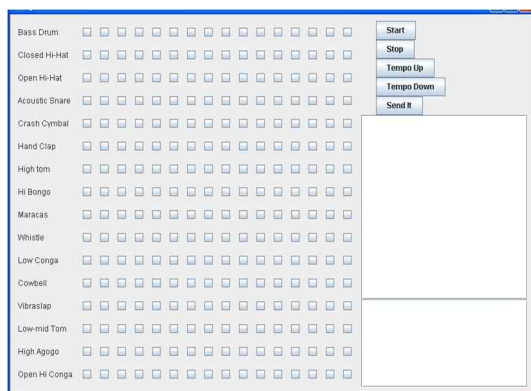 Bass Drum
Closed Hi-Hat
Open Hi-Hat
Acoustic Snare
Crash Cymbal
Hand Clap
High tom
Hi Bongo
Maracas
Whistle
Low Conga
Cowbell
Vibraslap
Low-mid Tom
High Agogo
Open Hi Conga
Start
Stop
Tempo Up
Tempo Down
Send It